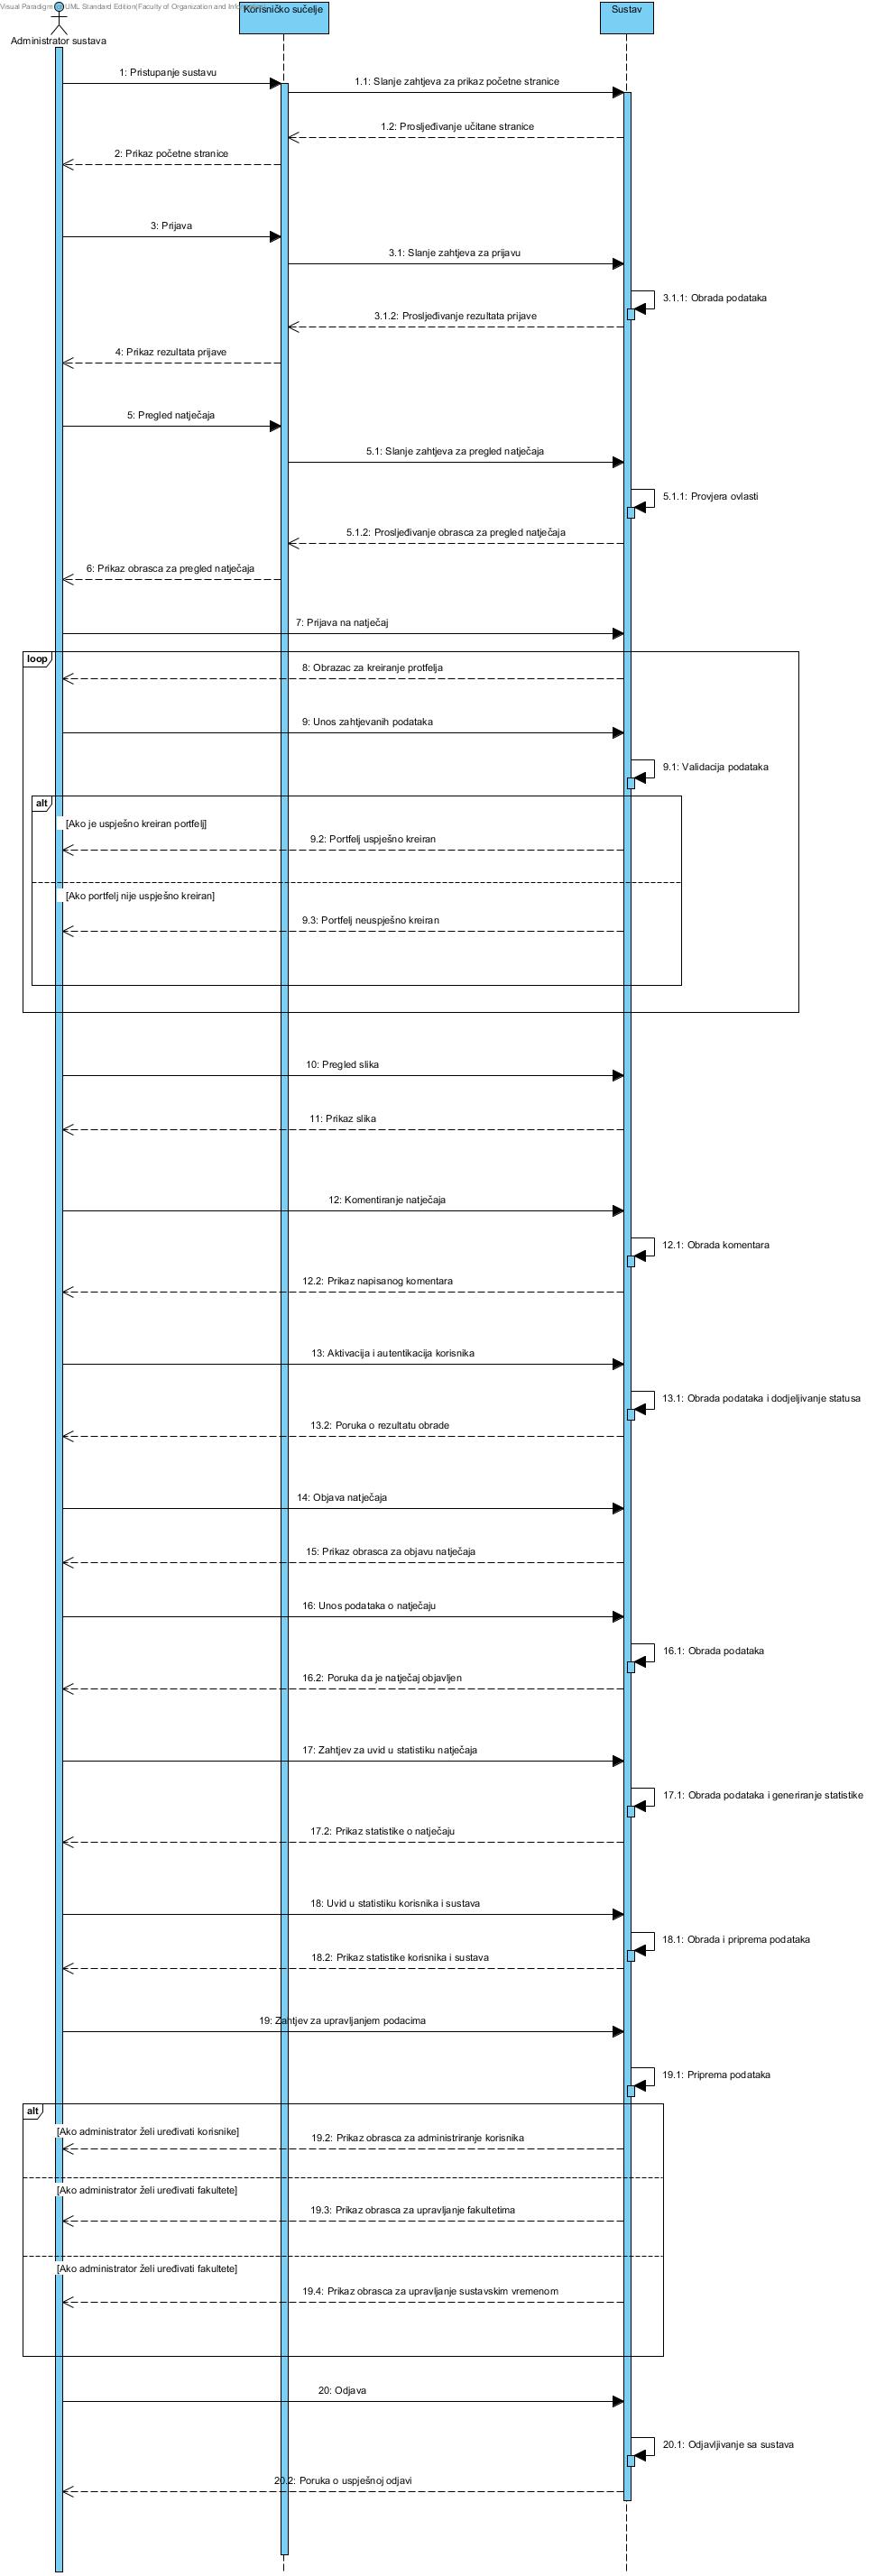 Visual Paradigm UML Standard Edition(Faculty of Organization and Info
Administrator sustava
Korisničko sučelje
Sustav
1: Pristupanje sustavu
1.1: Slanje zahtjeva za prikaz početne stranice
1.2: Prosljeđivanje učitane stranice
2: Prikaz početne stranice
3: Prijava
3.1: Slanje zahtjeva za prijavu
3.1.1: Obrada podataka
3.1.2: Prosljeđivanje rezultata prijave
4: Prikaz rezultata prijave
5: Pregled natječaja
5.1: Slanje zahtjeva za pregled natječaja
5.1.1: Provjera ovlasti
5.1.2: Prosljeđivanje obrasca za pregled natječaja
6: Prikaz obrasca za pregled natječaja
7: Prijava na natječaj
loop
8: Obrazac za kreiranje protfelja
9: Unos zahtjevanih podataka
9.1: Validacija podataka
alt
[Ako je uspješno kreiran portfelj]
9.2: Portfelj uspješno kreiran
[Ako portfelj nije uspješno kreiran]
9.3: Portfelj neuspješno kreiran
10: Pregled slika
11: Prikaz slika
12: Komentiranje natječaja
12.1: Obrada komentara
12.2: Prikaz napisanog komentara
13: Aktivacija i autentikacija korisnika
13.1: Obrada podataka i dodjeljivanje statusa
13.2: Poruka o rezultatu obrade
14: Objava natječaja
15: Prikaz obrasca za objavu natječaja
16: Unos podataka o natječaju
16.1: Obrada podataka
16.2: Poruka da je natječaj objavljen
17: Zahtjev za uvid u statistiku natječaja
17.1: Obrada podataka i generiranje statistike
17.2: Prikaz statistike o natječaju
18: Uvid u statistiku korisnika i sustava
18.1: Obrada i priprema podataka
18.2: Prikaz statistike korisnika i sustava
19: Zahtjev za upravljanjem podacima
19.1: Priprema podataka
alt
[Ako administrator želi uređivati korisnike]
19.2: Prikaz obrasca za administriranje korisnika
[Ako administrator želi uređivati fakultete]
19.3: Prikaz obrasca za upravljanje fakultetima
[Ako administrator želi uređivati fakultete]
19.4: Prikaz obrasca za upravljanje sustavskim vremenom
20: Odjava
20.1: Odjavljivanje sa sustava
20.2: Poruka o uspješnoj odjavi